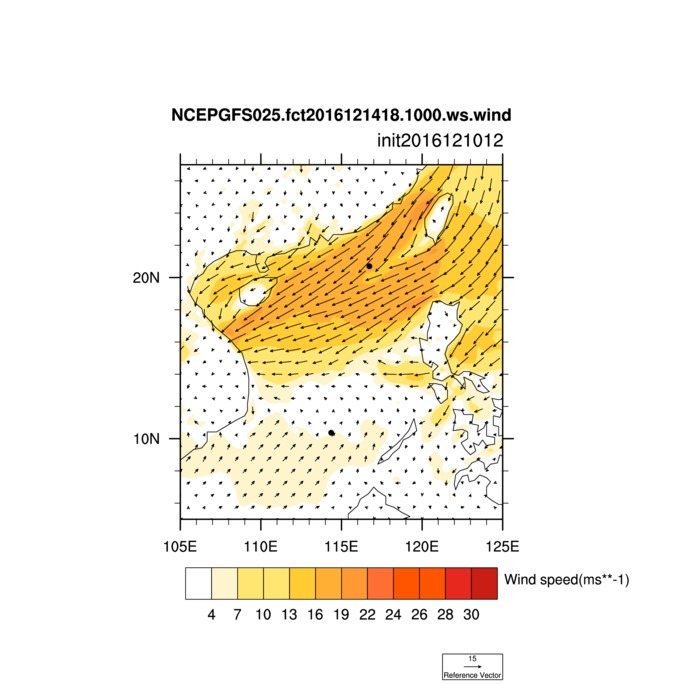 NCEPGFS025.fct2016121418.1000.ws.wind
init2016121012
20N
10N
105E 110E 115E 120E 125E
Wind speed(ms**-1)
4 7 10 13 16 19 22 24 26 28 30
15
Reference Vector